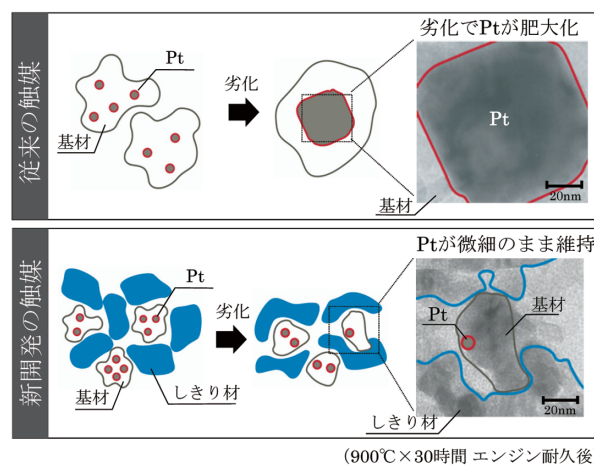 従来の触媒
Pt
基材
劣化
劣化でPtが肥大化
Pt
20nm
基材
新開発の触媒
Pt
基材
しきり材
劣化
Ptが微細のまま維持
Pt
基材
20nm
しきり材
(900℃×30時間 エンジン耐久後